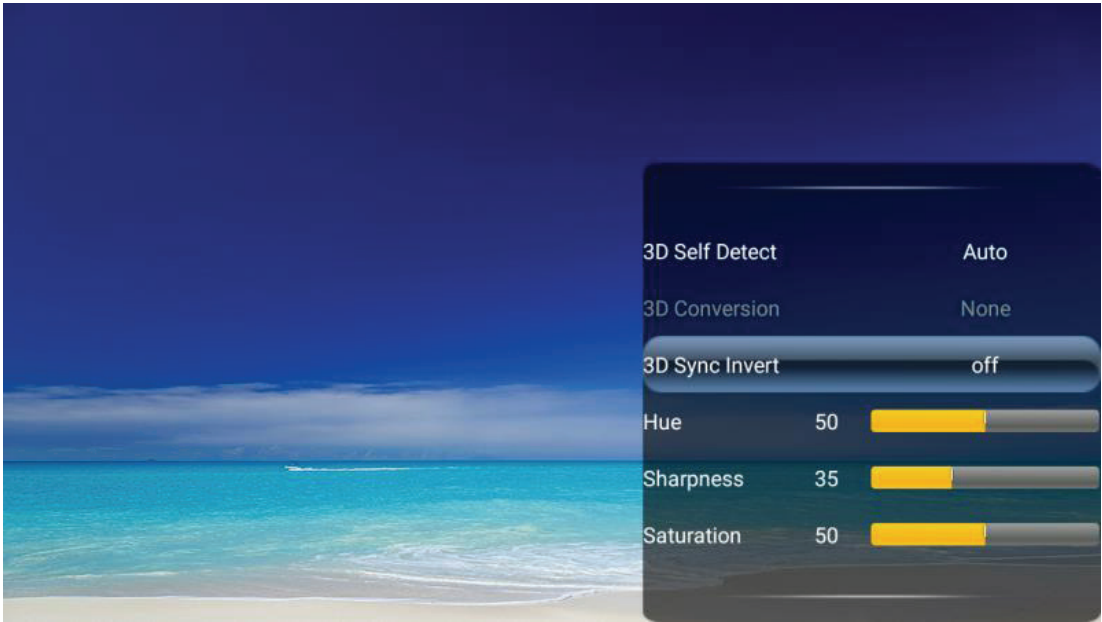 3D Self Detect Auto
3D Conversion None
3D Sync Invert off
Hue 50
Sharpness 35
Saturation 50